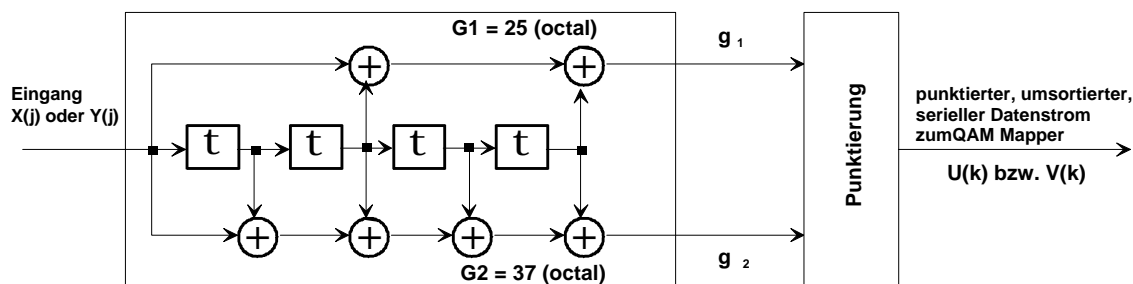 G1 = 25 (octal)
g 1
Eingang
X(j) oder Y(j)
t t t t
Punktierung
punktierter, umsortierter,
serieller Datenstrom
zumQAM Mapper
U(k) bzw. V(k)
G2 = 37 (octal)
g 2